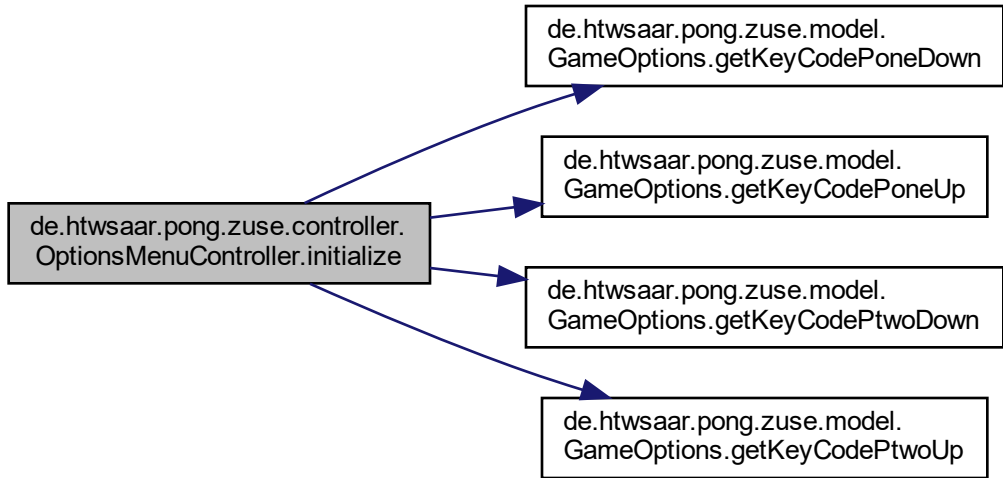 de.htwsaar.pong.zuse.model.
GameOptions.getKeyCodePoneDown
de.htwsaar.pong.zuse.model.
GameOptions.getKeyCodePoneUp
de.htwsaar.pong.zuse.controller.
OptionsMenuController.initialize
de.htwsaar.pong.zuse.model.
GameOptions.getKeyCodePtwoDown
de.htwsaar.pong.zuse.model.
GameOptions.getKeyCodePtwoUp